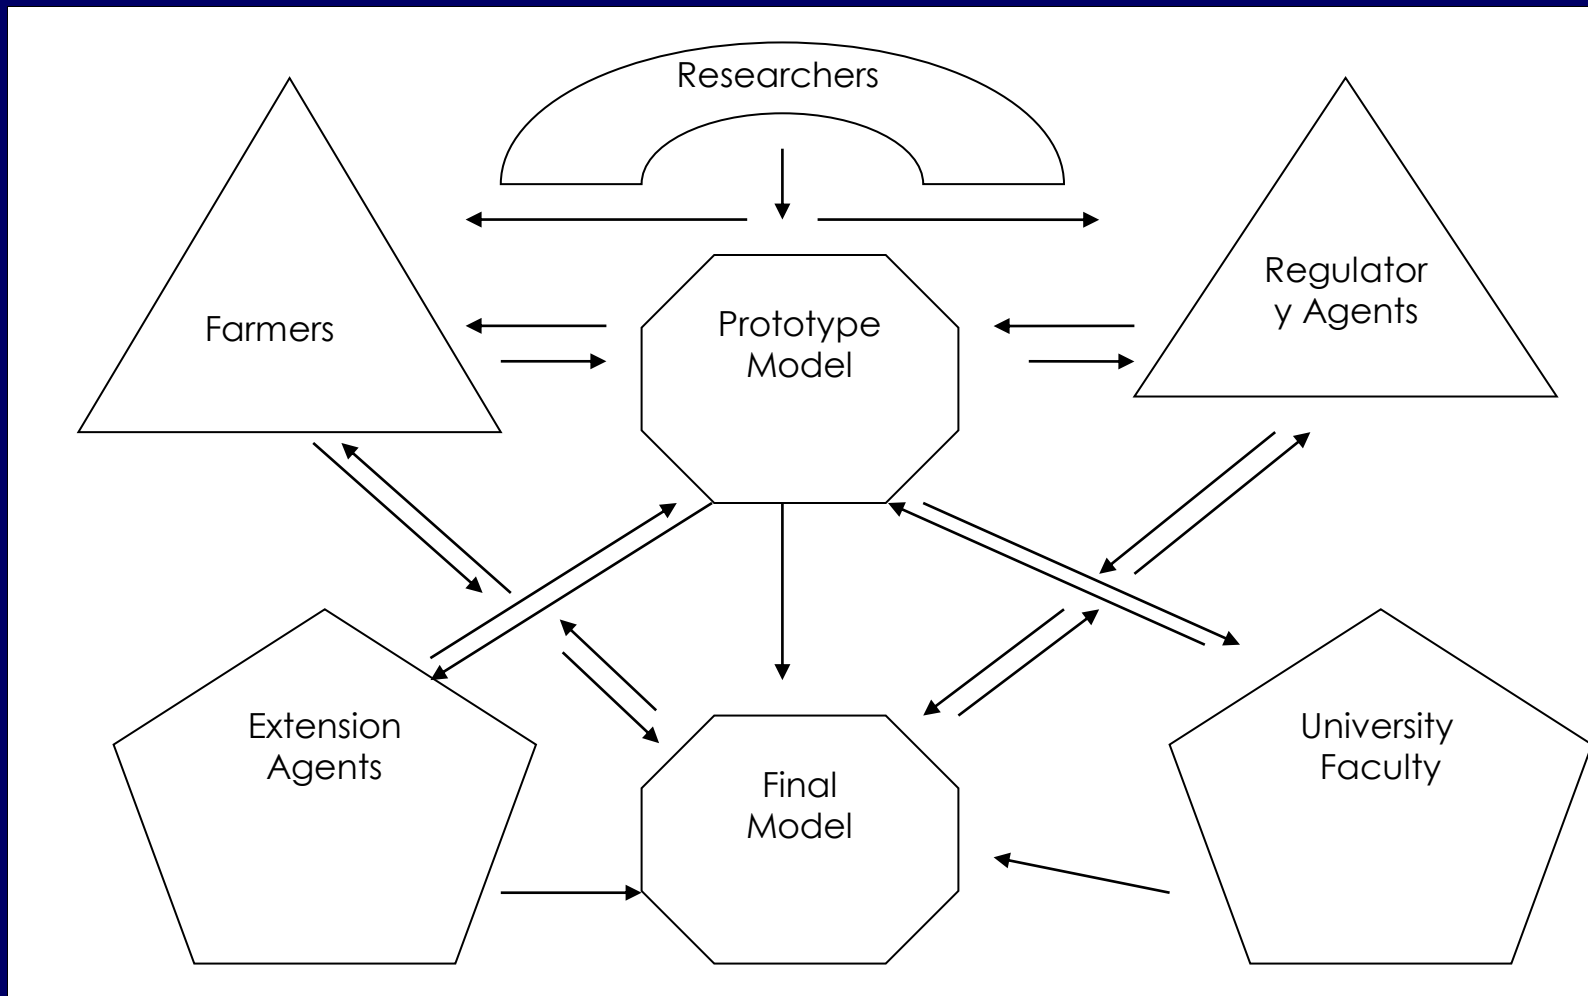 Researchers
Farmers
Prototype
Model
Regulator
y Agents
Extension
Agents
Final
Model
University
Faculty